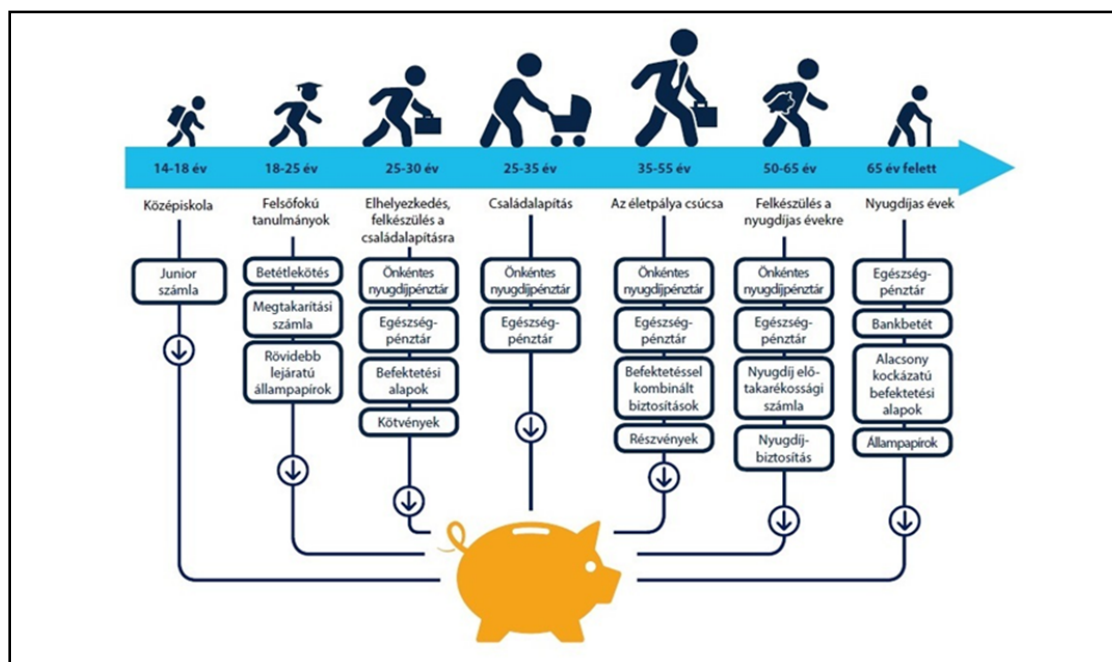 14-18 év
18-25 év
25-30 év
25-35 év
35-55 év
50-65 év
65 év felett
Középiskola
Felsőfokú
tanulmányok
Elhelyezkedés,
felkészülés a
családalapításra
Családalapítás
Az életpálya csúcsa
Felkészülés a
nyugdíjas évekre
Nyugdíjas évek
Junior
számla
Betétlekötés
Megtakarítási
számla
Rövidebb
lejáratú
állampapírok
Önkéntes
nyugdíjpénztár
Egészség-
pénztár
Befektetési
alapok
Kötvények
Önkéntes
nyugdíjpénztár
Egészség-
pénztár
Önkéntes
nyugdíjpénztár
Egészség-
pénztár
Befektetéssel
kombinált
biztosítások
Részvények
Önkéntes
nyugdíjpénztár
Egészség-
pénztár
Nyugdíj elő-
takarékossági
számla
Nyugdíj-
biztosítás
Egészség-
pénztár
Bankbetét
Alacsony
kockázatú
befektetési
alapok
Állampapírok